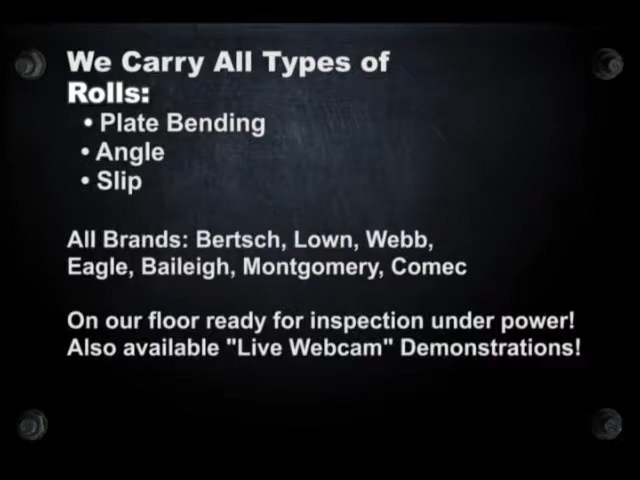 We Carry All Types of
Rolls:
• Plate Bending
• Angle
• Slip
All Brands: Bertsch, Lown, Webb,
Eagle, Baileigh, Montgomery, Comec
On our floor ready for inspection under power!
Also available "Live Webcam" Demonstrations!